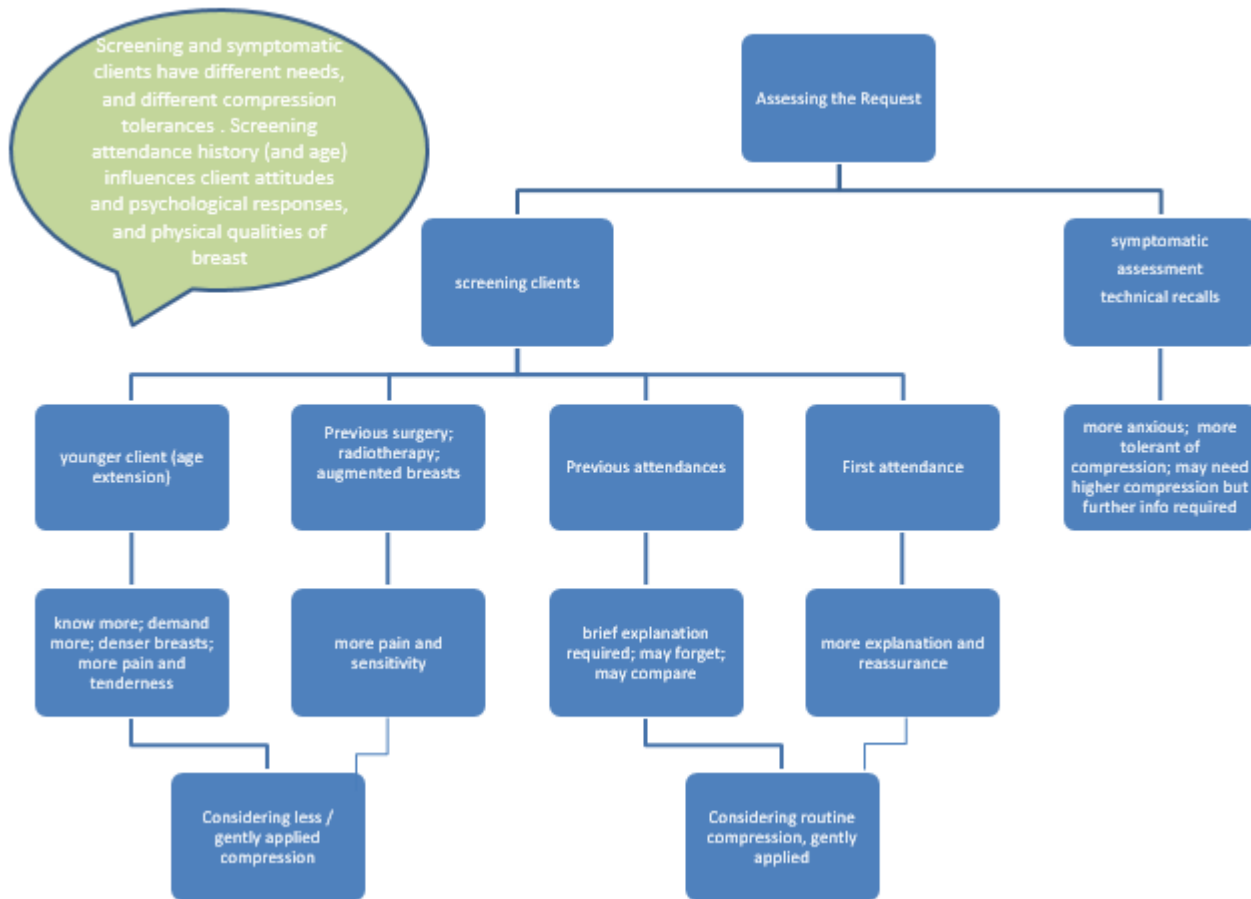 Screening and symptomatic
clients have different needs,
and different compression
tolerances . Screening
attendance history (and age)
influences client attitudes
and psychological responses,
and physical qualities of
breast
Assessing the Request
screening clients
symptomatic
assessment
technical recalls
younger client (age
extension)
Previous surgery;
radiotherapy;
augmented breasts
Previous attendances
First attendance
more anxious; more
tolerant of
compression; may need
higher compression but
further info required
know more; demand
more; denser breasts;
more pain and
tenderness
more pain and
sensitivity
brief explanation
required; may forget;
may compare
more explanation and
reassurance
Considering less /
gently applied
compression
Considering routine
compression, gently
applied